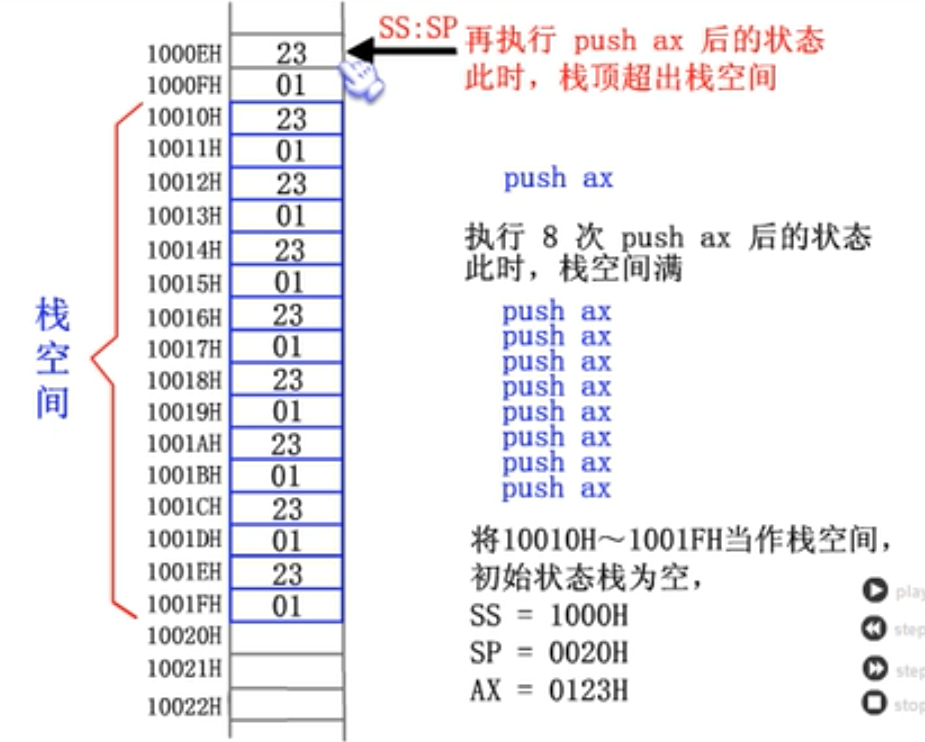 SS:SP
再执行 push ax 后的状态
此时，栈顶超出栈空间
1000EH 23
1000FH 01
10010H 23
10011H 01
10012H 23
10013H 01
10014H 23
10015H 01
10016H 23
10017H 01
10018H 23
10019H 01
1001AH 23
1001BH 01
1001CH 23
1001DH 01
1001EH 23
1001FH 01
10020H
10021H
10022H
栈空间
push ax
执行 8 次 push ax 后的状态
此时，栈空间满
push ax
push ax
push ax
push ax
push ax
push ax
push ax
push ax
将10010H～1001FH当作栈空间，
初始状态栈为空，
SS = 1000H
SP = 0020H
AX = 0123H
play
step
step
stop